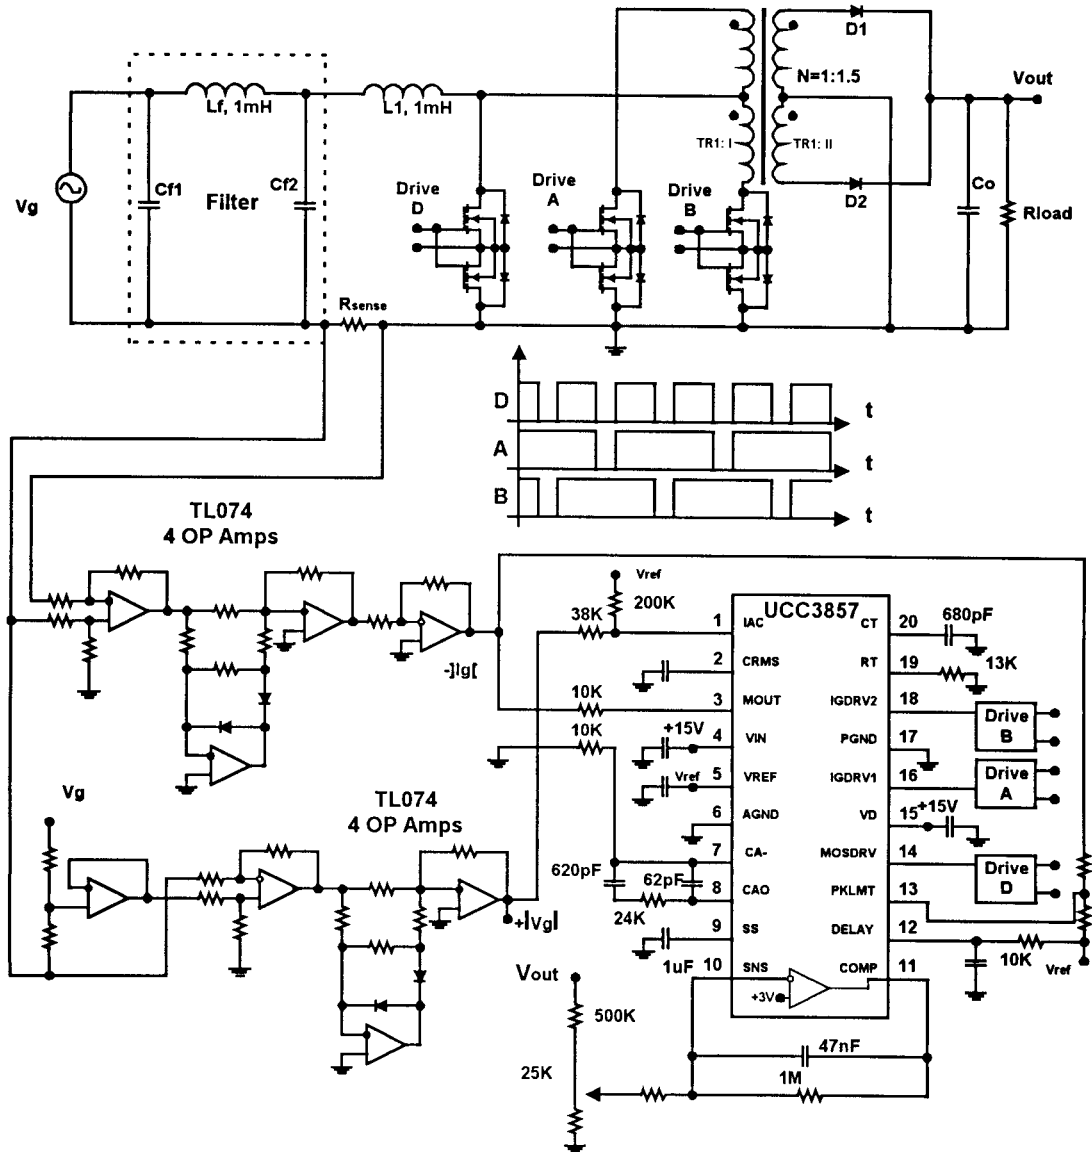 D1
N=1:1.5
Vout
Lf, 1mH
L1, 1mH
TR1: I
TR1: II
Vg
Cf1
Filter
Cf2
Drive
D
Drive
A
Drive
B
D2
Co
Rload
Rsense
D
t
A
t
B
t
TL074
4 OP Amps
-]Ig[
Vref
200K
38K
10K
10K
+15V
Vref
UCC3857
1
IAC
CT
20
680pF
2
CRMS
RT
19
13K
3
MOUT
IGDRV2
18
Drive
B
4
VIN
PGND
17
5
VREF
IGDRV1
16
Drive
A
6
AGND
VD
15
+15V
7
CA-
MOSDRV
14
Drive
D
8
CAO
PKLMT
13
9
SS
DELAY
12
10K
Vref
10
SNS
COMP
11
+3V
620pF
62pF
24K
1uF
47nF
1M
Vg
TL074
4 OP Amps
+|Vg|
Vout
500K
25K